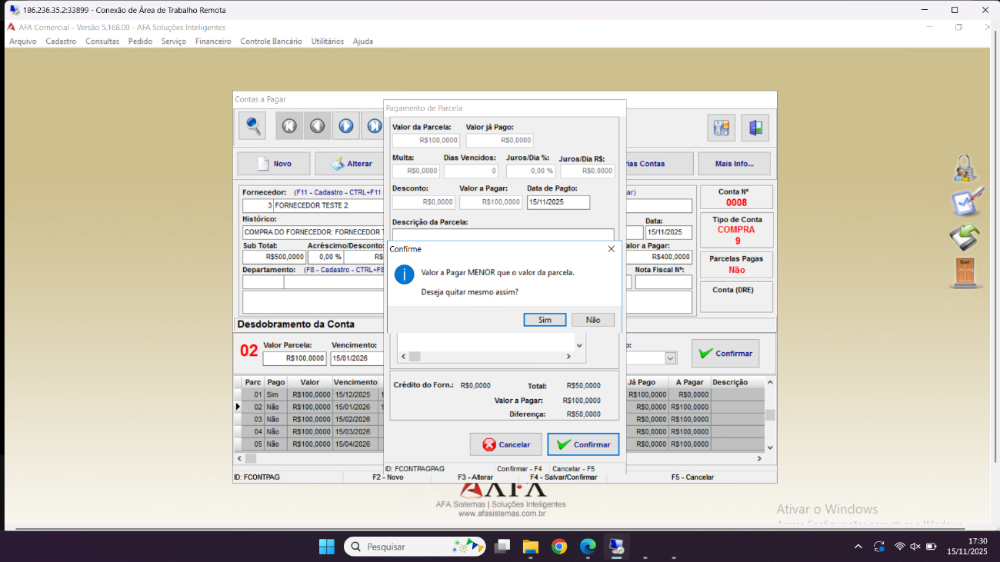 186.236.35.2:33899 - Conexão de Área de Trabalho Remota
AFA Comercial - Versão 5.168.00 - AFA Soluções Inteligentes
Arquivo Cadastro Consultas Pedido Serviço Financeiro Controle Bancário Utilitários Ajuda
Contas a Pagar
Pagamento de Parcela
Valor da Parcela: Valor já Pago:
R$100,0000 R$0,0000
Multa: Dias Vencidos: Juros/Dia %: Juros/Dia R$:
R$0,0000 0 0,00 % R$0,0000
Desconto: Valor a Pagar: Data de Pagto:
R$0,0000 R$100,0000 15/11/2025
Descrição da Parcela:
Novo Alterar rias Contas Mais Info...
Fornecedor: (F11 - Cadastro - CTRL+F11 ar)
3 FORNECEDOR TESTE 2
Histórico: Data:
COMPRA DO FORNECEDOR: FORNECEDOR T 15/11/2025
Sub Total: Acréscimo/Desconto: alor a Pagar:
R$500,0000 0,00 % R$ R$400,0000
Departamento: (F8 - Cadastro - CTRL+F8 Nota Fiscal Nº:
Conta Nº
0008
Tipo de Conta
COMPRA
9
Parcelas Pagas
Não
Conta (DRE)
Sair
Confirme
Valor a Pagar MENOR que o valor da parcela.
Deseja quitar mesmo assim?
Sim Não
Desdobramento da Conta
02 Valor Parcela: Vencimento: o:
R$100,0000 15/01/2026 Confirmar
Parc Pago Valor Vencimento Já Pago A Pagar Descrição
01 Sim R$100,0000 15/12/2025 1 R$100,0000 R$0,0000
02 Não R$100,0000 15/01/2026 1 R$0,0000 R$100,0000
03 Não R$100,0000 15/02/2026 R$0,0000 R$100,0000
04 Não R$100,0000 15/03/2026 R$0,0000 R$100,0000
05 Não R$100,0000 15/04/2026 R$0,0000 R$100,0000
Crédito do Forn.: R$0,0000 Total: R$50,0000
Valor a Pagar: R$100,0000
Diferença: R$50,0000
Cancelar Confirmar
ID: FCONTPAGPAG Confirmar - F4 Cancelar - F5
ID: FCONTPAG F2 - Novo F3 - Alterar F4 - Salvar/Confirmar F5 - Cancelar
AFA
AFA Sistemas | Soluções Inteligentes
www.afasistemas.com.br
Ativar o Windows
Pesquisar
17:30
15/11/2025